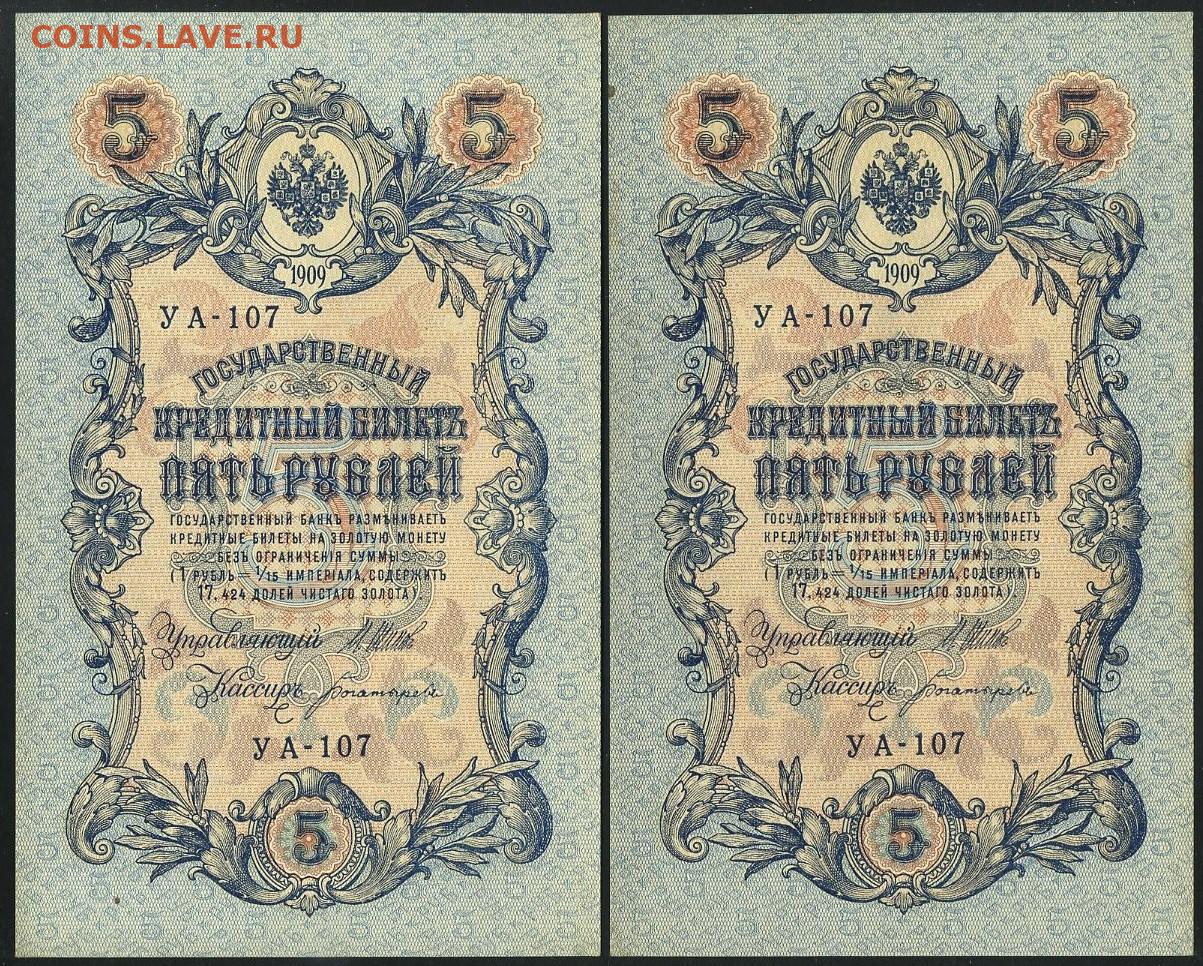 COINS.LAVE.RU
5 5
1909
УА-107
ГОСУДАРСТВЕННЫЙ
КРЕДИТНЫЙ БИЛЕТЪ
ПЯТЬ РУБЛЕЙ
ГОСУДАРСТВЕННЫЙ БАНКЪ РАЗМѢНИВАЕТЪ
КРЕДИТНЫЕ БИЛЕТЫ НА ЗОЛОТУЮ МОНЕТУ
БЕЗЪ ОГРАНИЧЕНІЯ СУММЫ
(1 РУБЛЬ = 1/15 ИМПЕРІАЛА, СОДЕРЖИТЪ
17,424 ДОЛЕЙ ЧИСТАГО ЗОЛОТА).
Управляющій
Кассиръ Богатыревъ
УА-107
5
5 5
1909
УА-107
ГОСУДАРСТВЕННЫЙ
КРЕДИТНЫЙ БИЛЕТЪ
ПЯТЬ РУБЛЕЙ
ГОСУДАРСТВЕННЫЙ БАНКЪ РАЗМѢНИВАЕТЪ
КРЕДИТНЫЕ БИЛЕТЫ НА ЗОЛОТУЮ МОНЕТУ
БЕЗЪ ОГРАНИЧЕНІЯ СУММЫ
(1 РУБЛЬ = 1/15 ИМПЕРІАЛА, СОДЕРЖИТЪ
17,424 ДОЛЕЙ ЧИСТАГО ЗОЛОТА).
Управляющій
Кассиръ Богатыревъ
УА-107
5